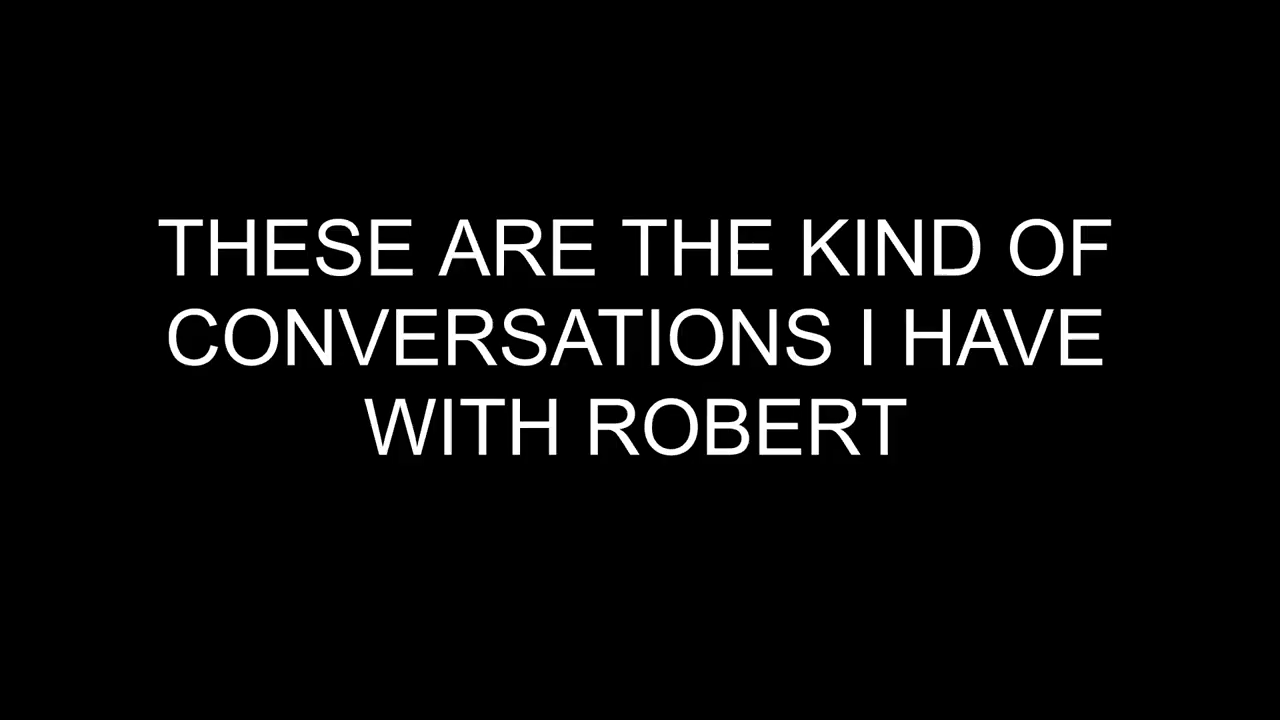 THESE ARE THE KIND OF
CONVERSATIONS I HAVE
WITH ROBERT